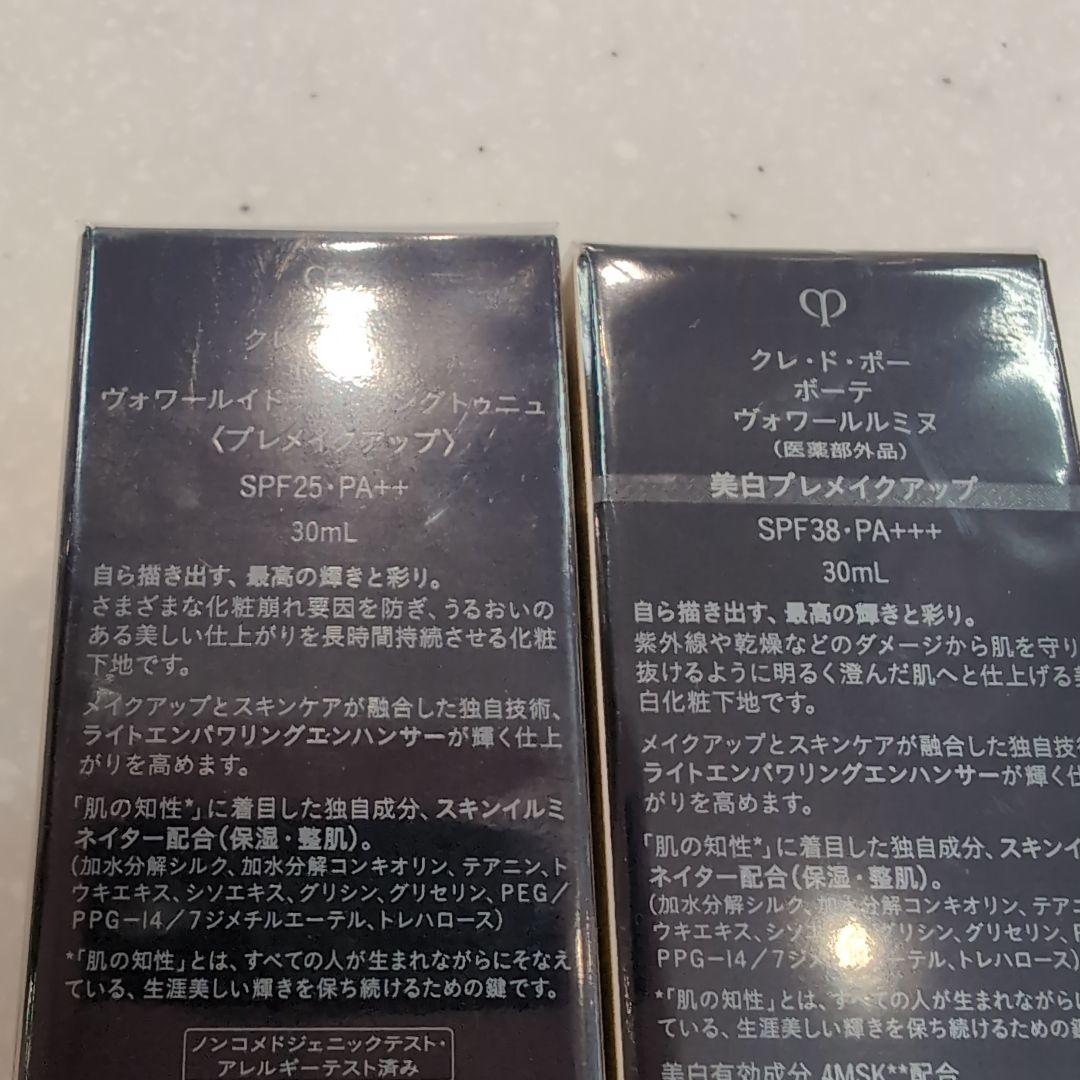 ク
ヴォワールイド
ングトゥニュ
〈プレメイクアップ〉
SPF25・PA++
30mL
自ら描き出す、最高の輝きと彩り。
さまざまな化粧崩れ要因を防ぎ、うるおいの
ある美しい仕上がりを長時間持続させる化粧
下地です。
メイクアップとスキンケアが融合した独自技術、
ライトエンパワリングエンハンサーが輝く仕上
がりを高めます。
「肌の知性*」に着目した独自成分、スキンイルミ
ネイター配合(保湿・整肌)。
(加水分解シルク、加水分解コンキオリン、テアニン、ト
ウキエキス、シソエキス、グリシン、グリセリン、PEG/
PPG-14/7ジメチルエーテル、トレハロース)
*「肌の知性」とは、すべての人が生まれながらにそなえ
ている、生涯美しい輝きを保ち続けるための鍵です。
ノンコメドジェニックテスト・
アレルギーテスト済み
クレ・ド・ポー
ボーテ
ヴォワールルミヌ
(医薬部外品)
美白プレメイクアップ
SPF38・PA+++
30mL
自ら描き出す、最高の輝きと彩り。
紫外線や乾燥などのダメージから肌を守り
抜けるように明るく澄んだ肌へと仕上げる美
白化粧下地です。
メイクアップとスキンケアが融合した独自技術
ライトエンパワリングエンハンサーが輝く仕
がりを高めます。
「肌の知性*」に着目した独自成分、スキンイ
ネイター配合(保湿・整肌)。
(加水分解シルク、加水分解コンキオリン、テア
ウキエキス、シソ
グリシン、グリセリン、P
PPG-14/7ジメ
ーテル、トレハロース)
*「肌の知性」とは、すべての人が生まれながら
ている、生涯美しい輝きを保ち続けるための鍵
美白有効成分 4MSK**配合